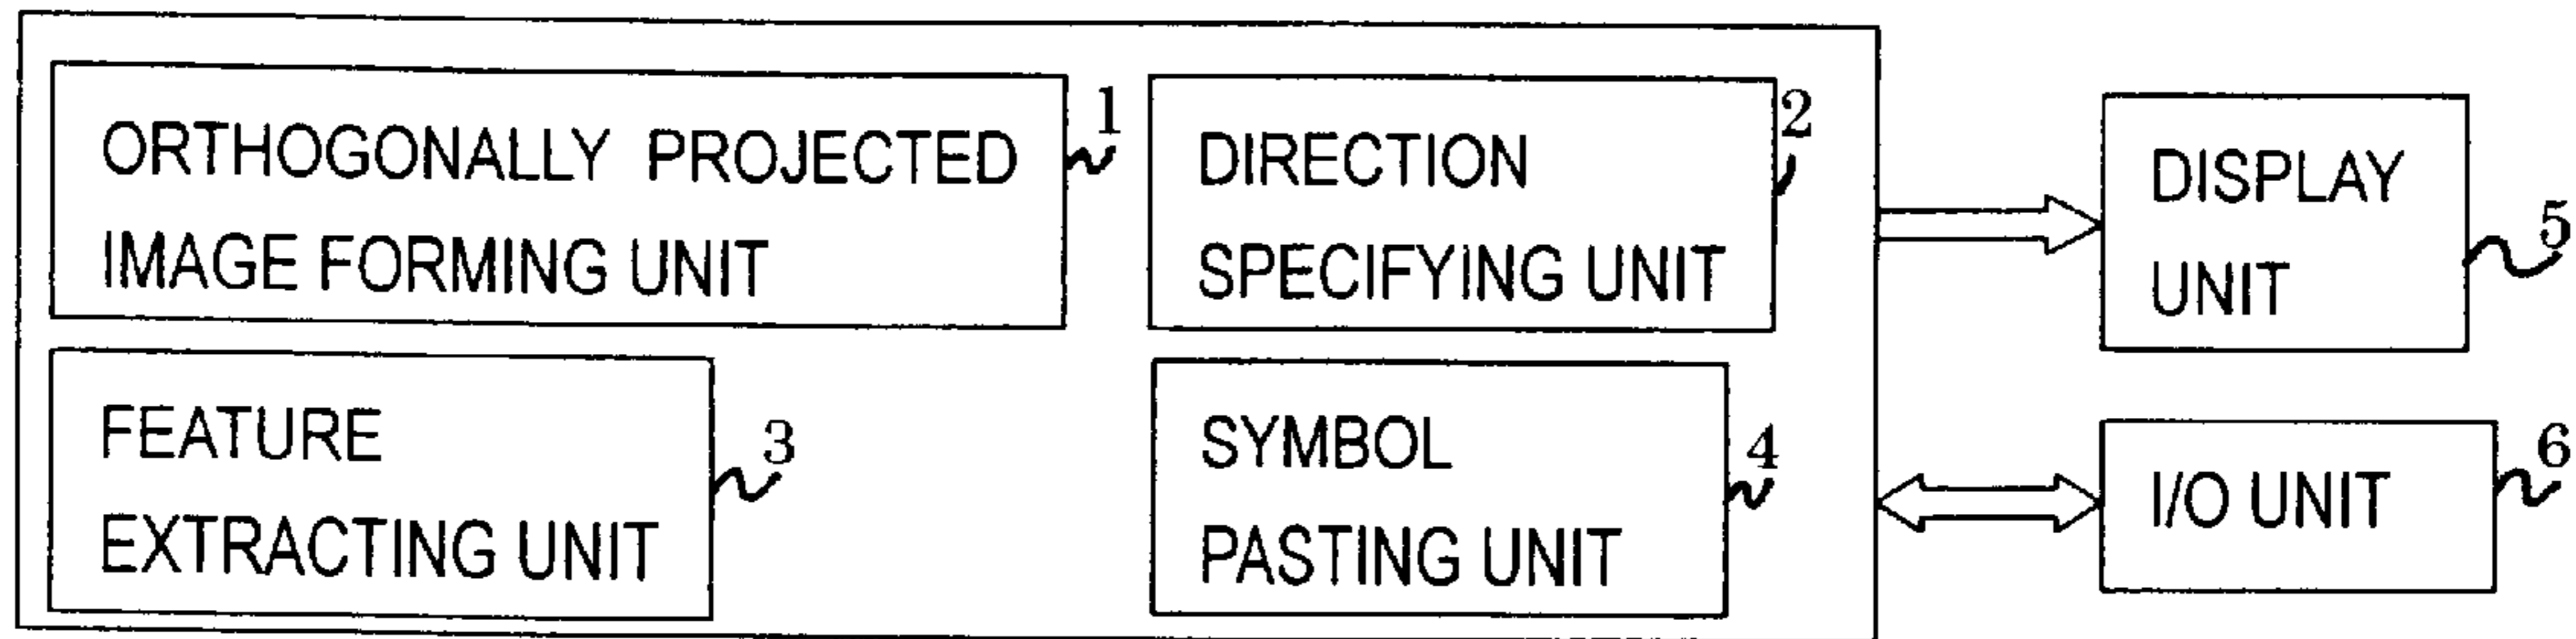 ORTHOGONALLY PROJECTED
IMAGE FORMING UNIT
1
DIRECTION
SPECIFYING UNIT
2
FEATURE
EXTRACTING UNIT
3
SYMBOL
PASTING UNIT
4
DISPLAY
UNIT
5
I/O UNIT
6